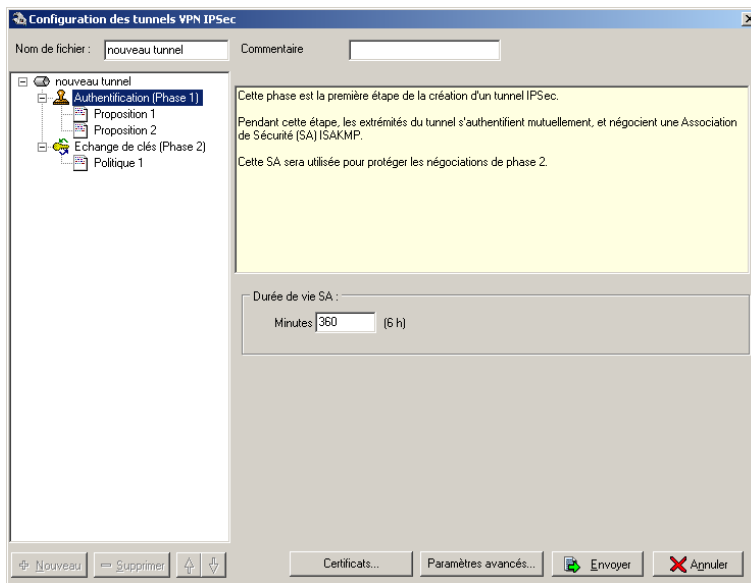 Configuration des tunnels VPN IPSec
Nom de fichier : nouveau tunnel Commentaire
nouveau tunnel
Authentification (Phase 1)
Proposition 1
Proposition 2
Echange de clés (Phase 2)
Politique 1
Cette phase est la première étape de la création d'un tunnel IPSec.
Pendant cette étape, les extrémités du tunnel s'authentifient mutuellement, et négocient une Association
de Sécurité (SA) ISAKMP.
Cette SA sera utilisée pour protéger les négociations de phase 2.
Durée de vie SA :
Minutes 360 (6 h)
Nouveau Supprimer Certificats... Paramètres avancés... Envoyer Annuler